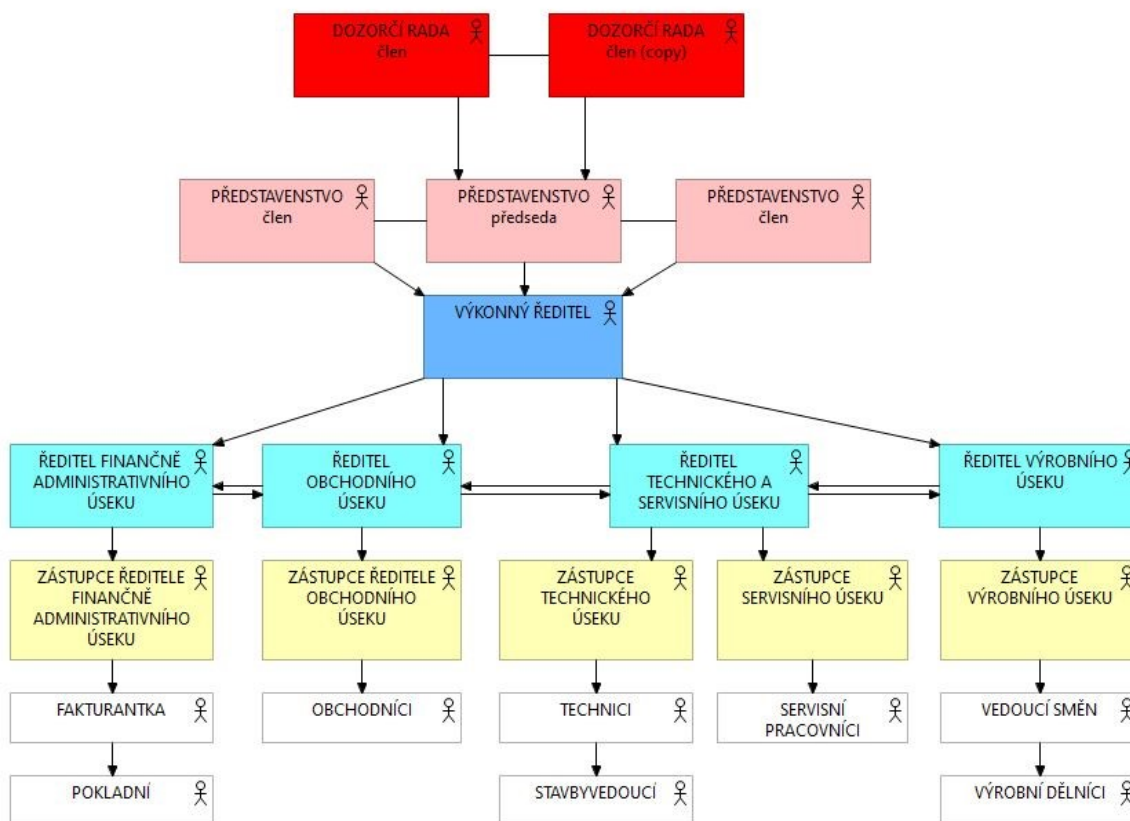 DOZORČÍ RADA
člen
DOZORČÍ RADA
člen (copy)
PŘEDSTAVENSTVO
člen
PŘEDSTAVENSTVO
předseda
PŘEDSTAVENSTVO
člen
VÝKONNÝ ŘEDITEL
ŘEDITEL FINANČNĚ
ADMINISTRATIVNÍHO
ÚSEKU
ŘEDITEL
OBCHODNÍHO
ÚSEKU
ŘEDITEL
TECHNICKÉHO A
SERVISNÍHO ÚSEKU
ŘEDITEL VÝROBNÍHO
ÚSEKU
ZÁSTUPCE ŘEDITELE
FINANČNĚ
ADMINISTRATIVNÍHO
ÚSEKU
ZÁSTUPCE ŘEDITELE
OBCHODNÍHO
ÚSEKU
ZÁSTUPCE
TECHNICKÉHO
ÚSEKU
ZÁSTUPCE
SERVISNÍHO ÚSEKU
ZÁSTUPCE
VÝROBNÍHO ÚSEKU
FAKTURANTKA
OBCHODNÍCI
TECHNICI
SERVISNÍ
PRACOVNÍCI
VEDOUCÍ SMĚN
POKLADNÍ
STAVBYVEDOUCÍ
VÝROBNÍ DĚLNÍCI